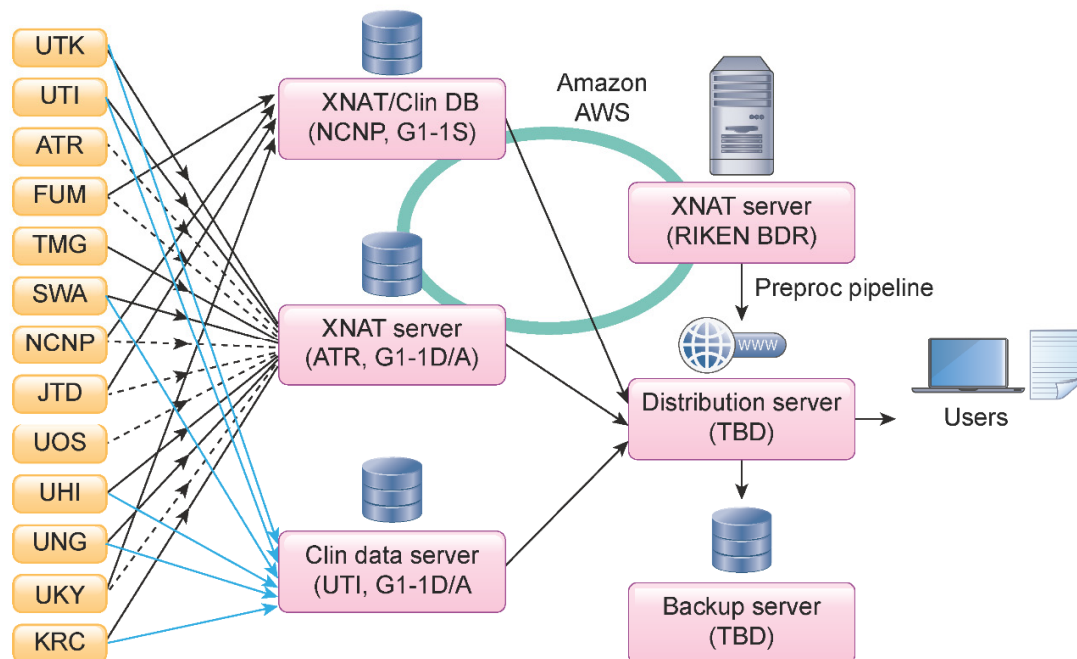 UTK
UTI
ATR
FUM
TMG
SWA
NCNP
JTD
UOS
UHI
UNG
UKY
KRC
XNAT/Clin DB
(NCNP, G1-1S)
XNAT server
(ATR, G1-1D/A)
Clin data server
(UTI, G1-1D/A
Amazon
AWS
XNAT server
(RIKEN BDR)
Preproc pipeline
WWW
Distribution server
(TBD)
Backup server
(TBD)
Users